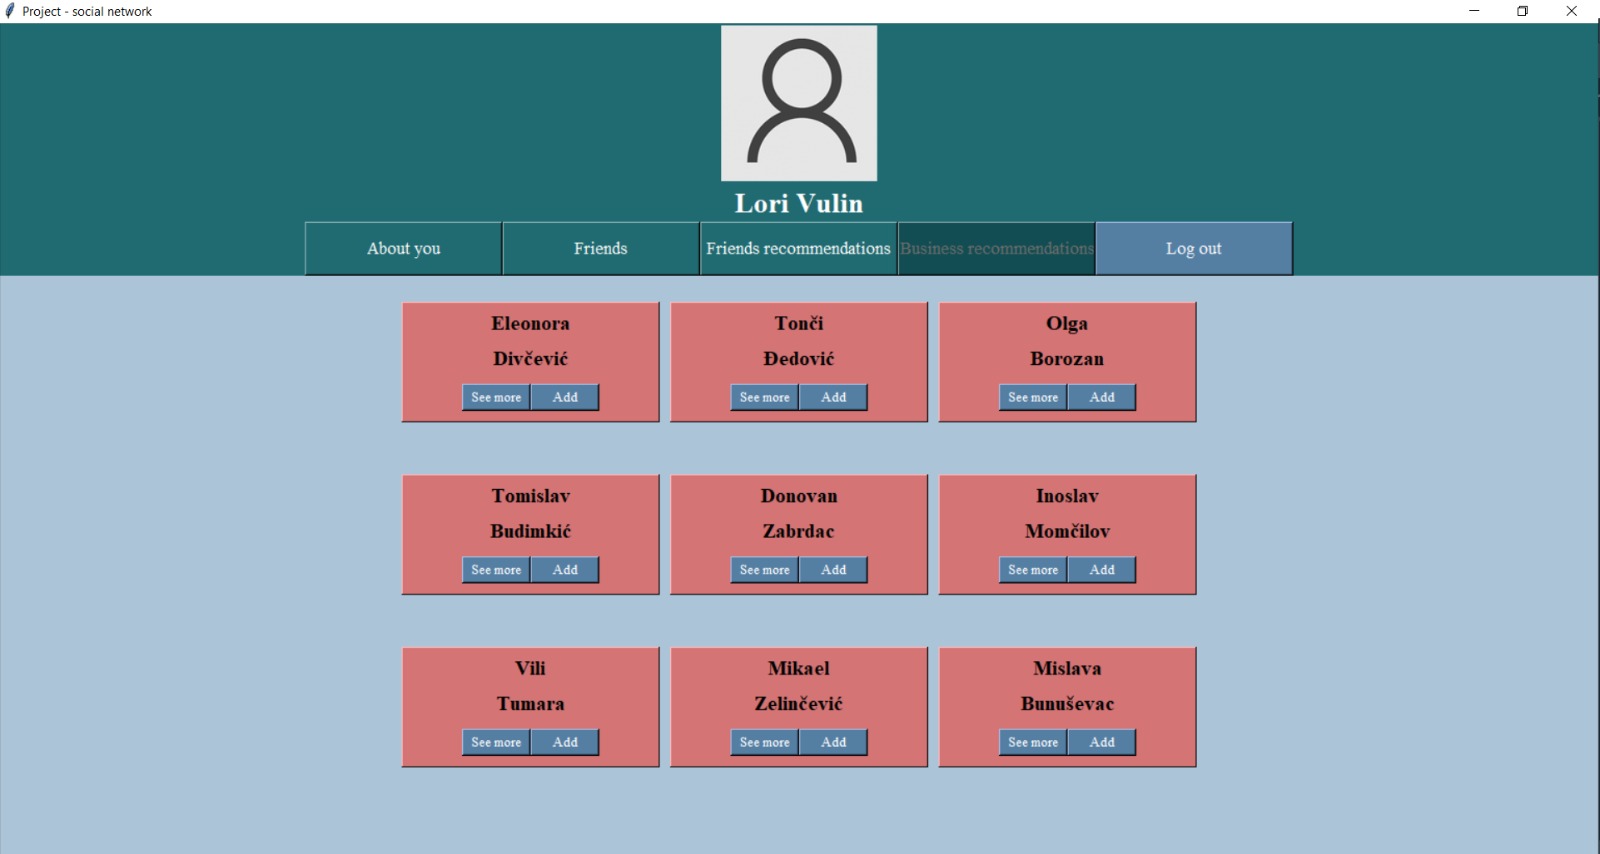 Project - social network
Lori Vulin
About you Friends Friends recommendations Business recommendations Log out
Eleonora Tonči Olga
Divčević Đedović Borozan
See more Add See more Add See more Add
Tomislav Donovan Inoslav
Budimkić Zabrdac Momčilov
See more Add See more Add See more Add
Vili Mikael Mislava
Tumara Zelinčević Bunuševac
See more Add See more Add See more Add